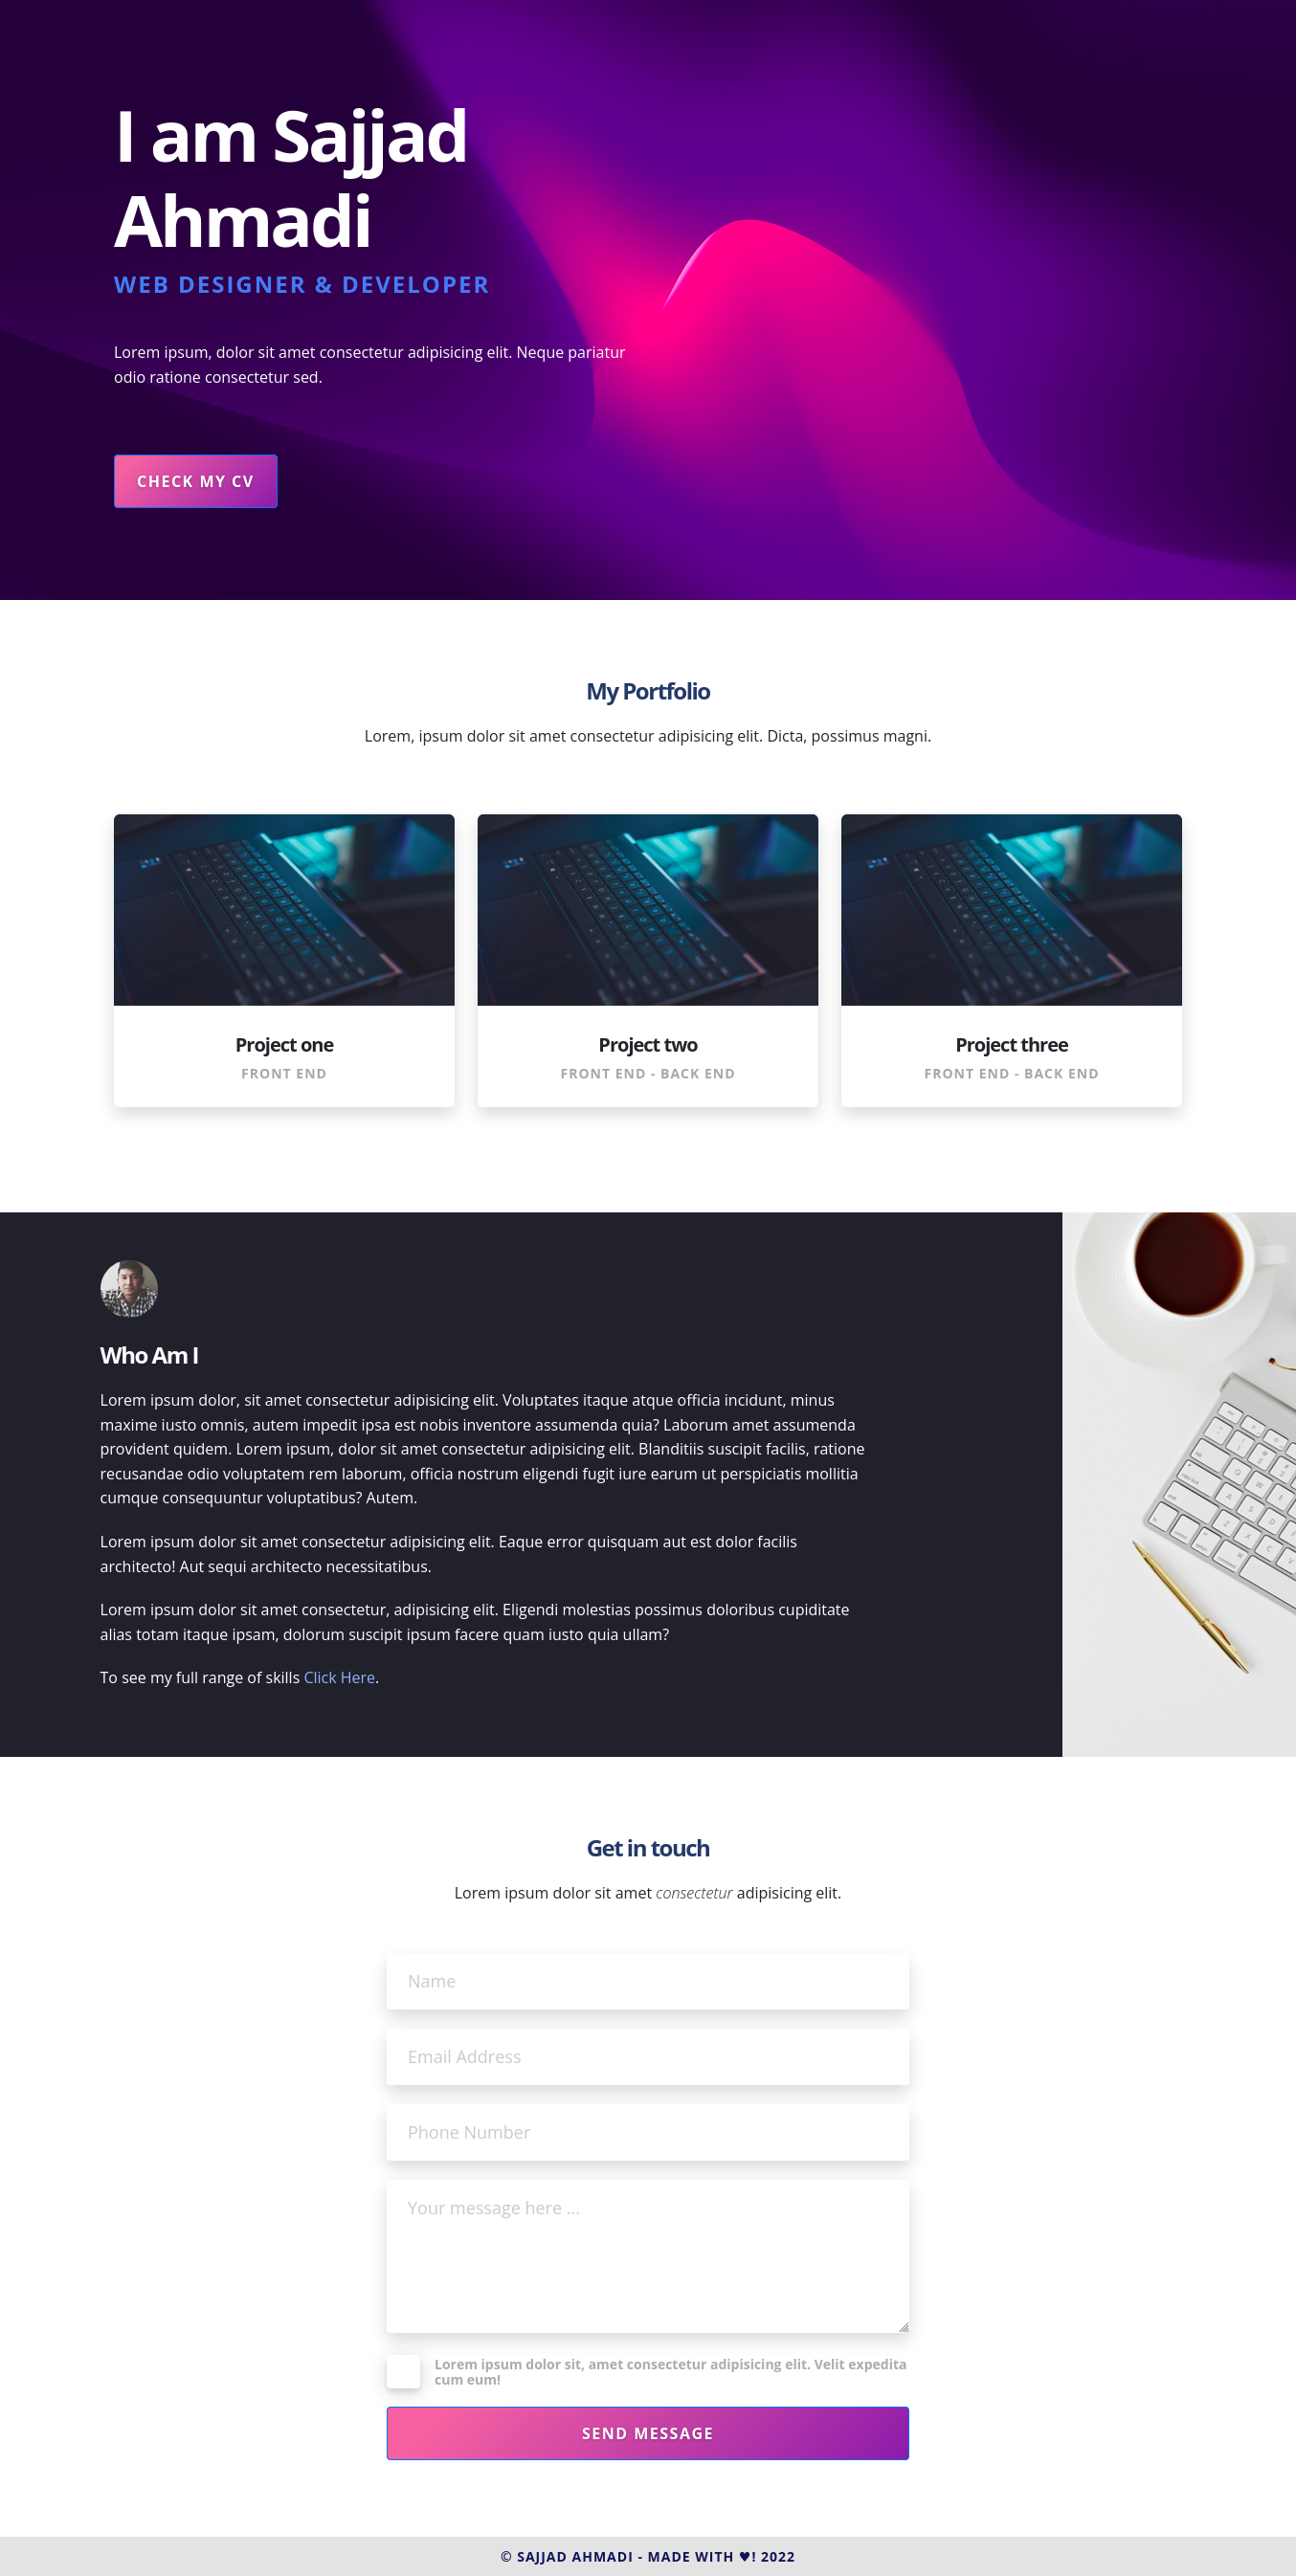 I am Sajjad
Ahmadi
WEB DESIGNER & DEVELOPER
Lorem ipsum, dolor sit amet consectetur adipisicing elit. Neque pariatur
odio ratione consectetur sed.
CHECK MY CV
My Portfolio
Lorem, ipsum dolor sit amet consectetur adipisicing elit. Dicta, possimus magni.
Project one
FRONT END
Project two
FRONT END - BACK END
Project three
FRONT END - BACK END
Who Am I
Lorem ipsum dolor, sit amet consectetur adipisicing elit. Voluptates itaque atque officia incidunt, minus
maxime iusto omnis, autem impedit ipsa est nobis inventore assumenda quia? Laborum amet assumenda
provident quidem. Lorem ipsum, dolor sit amet consectetur adipisicing elit. Blanditiis suscipit facilis, ratione
recusandae odio voluptatem rem laborum, officia nostrum eligendi fugit iure earum ut perspiciatis mollitia
cumque consequuntur voluptatibus? Autem.
Lorem ipsum dolor sit amet consectetur adipisicing elit. Eaque error quisquam aut est dolor facilis
architecto! Aut sequi architecto necessitatibus.
Lorem ipsum dolor sit amet consectetur, adipisicing elit. Eligendi molestias possimus doloribus cupiditate
alias totam itaque ipsam, dolorum suscipit ipsum facere quam iusto quia ullam?
To see my full range of skills Click Here.
Get in touch
Lorem ipsum dolor sit amet consectetur adipisicing elit.
Name
Email Address
Phone Number
Your message here ...
Lorem ipsum dolor sit, amet consectetur adipisicing elit. Velit expedita
cum eum!
SEND MESSAGE
© SAJJAD AHMADI - MADE WITH ♥! 2022